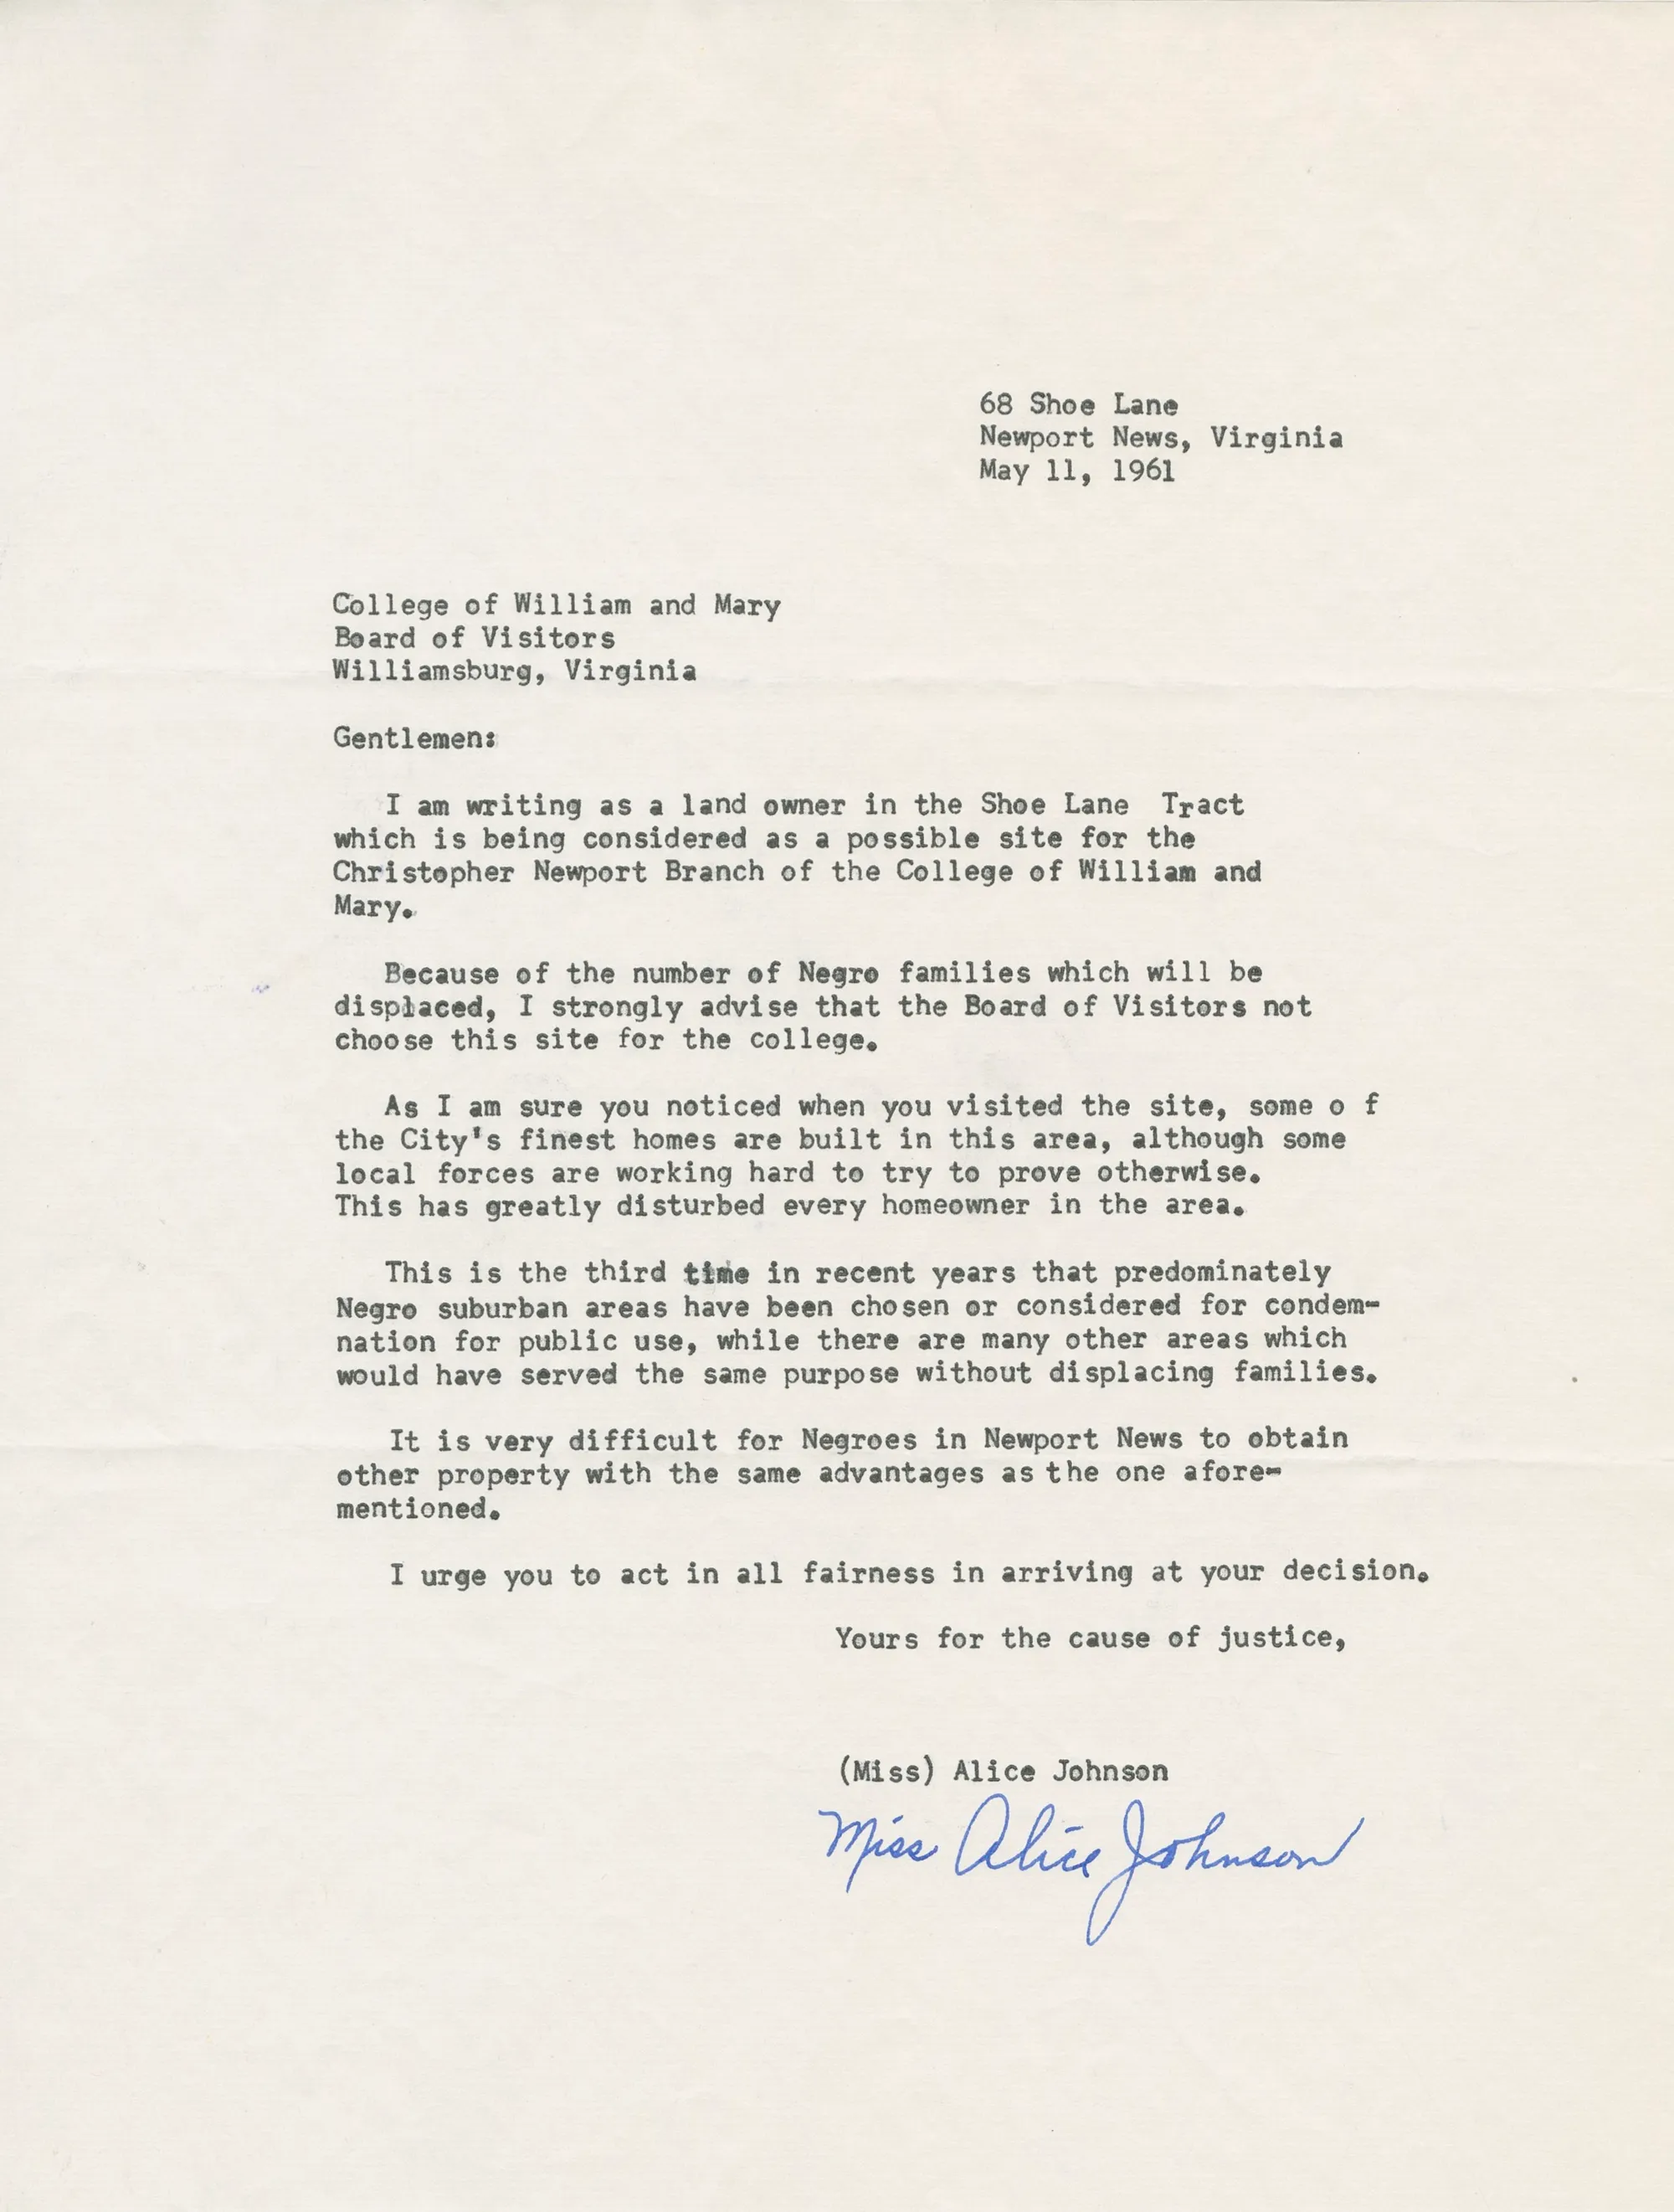 68 Shoe Lane
Newport News, Virginia
May 11, 1961
College of William and Mary
Board of Visitors
Williamsburg, Virginia
Gentlemen:
I am writing as a land owner in the Shoe Lane Tract
which is being considered as a possible site for the
Christopher Newport Branch of the College of William and
Mary.
Because of the number of Negro families which will be
displaced, I strongly advise that the Board of Visitors not
choose this site for the college.
As I am sure you noticed when you visited the site, some o f
the City's finest homes are built in this area, although some
local forces are working hard to try to prove otherwise.
This has greatly disturbed every homeowner in the area.
This is the third time in recent years that predominately
Negro suburban areas have been chosen or considered for condem-
nation for public use, while there are many other areas which
would have served the same purpose without displacing families.
It is very difficult for Negroes in Newport News to obtain
other property with the same advantages as the one afore-
mentioned.
I urge you to act in all fairness in arriving at your decision.
Yours for the cause of justice,
(Miss) Alice Johnson
Miss Alice Johnson